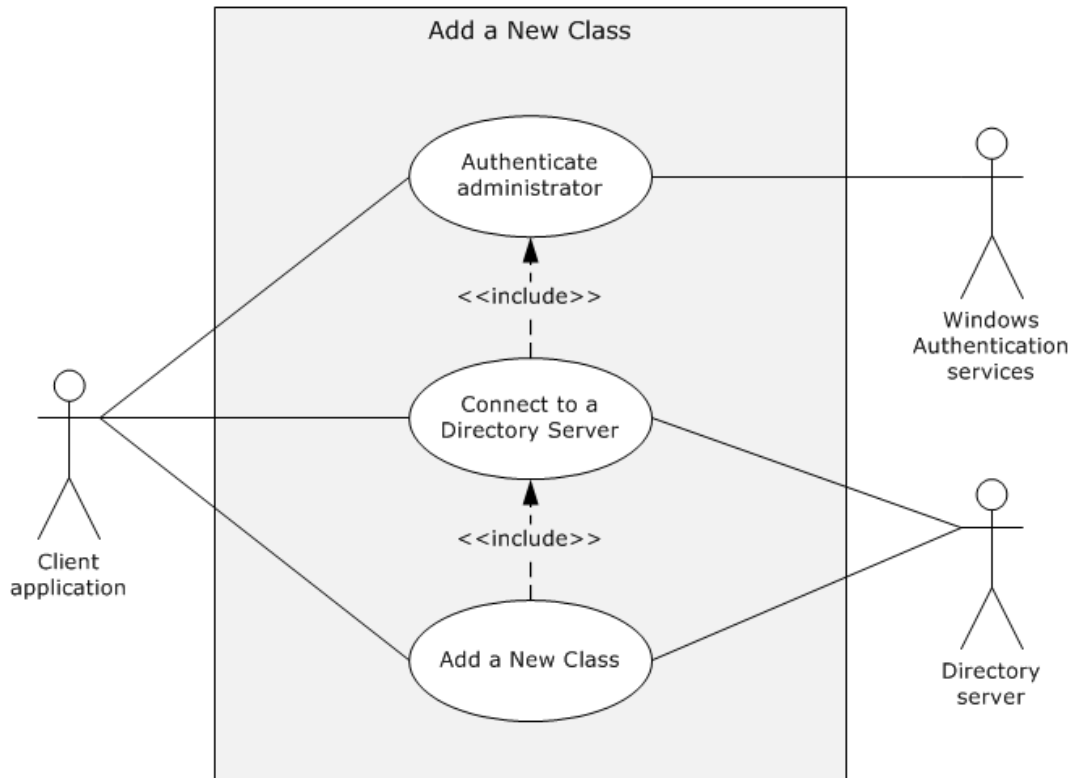 Add a New Class
Authenticate
administrator
<<include>>
Windows
Authentication
services
Connect to a
Directory Server
<<include>>
Client
application
Add a New Class
Directory
server